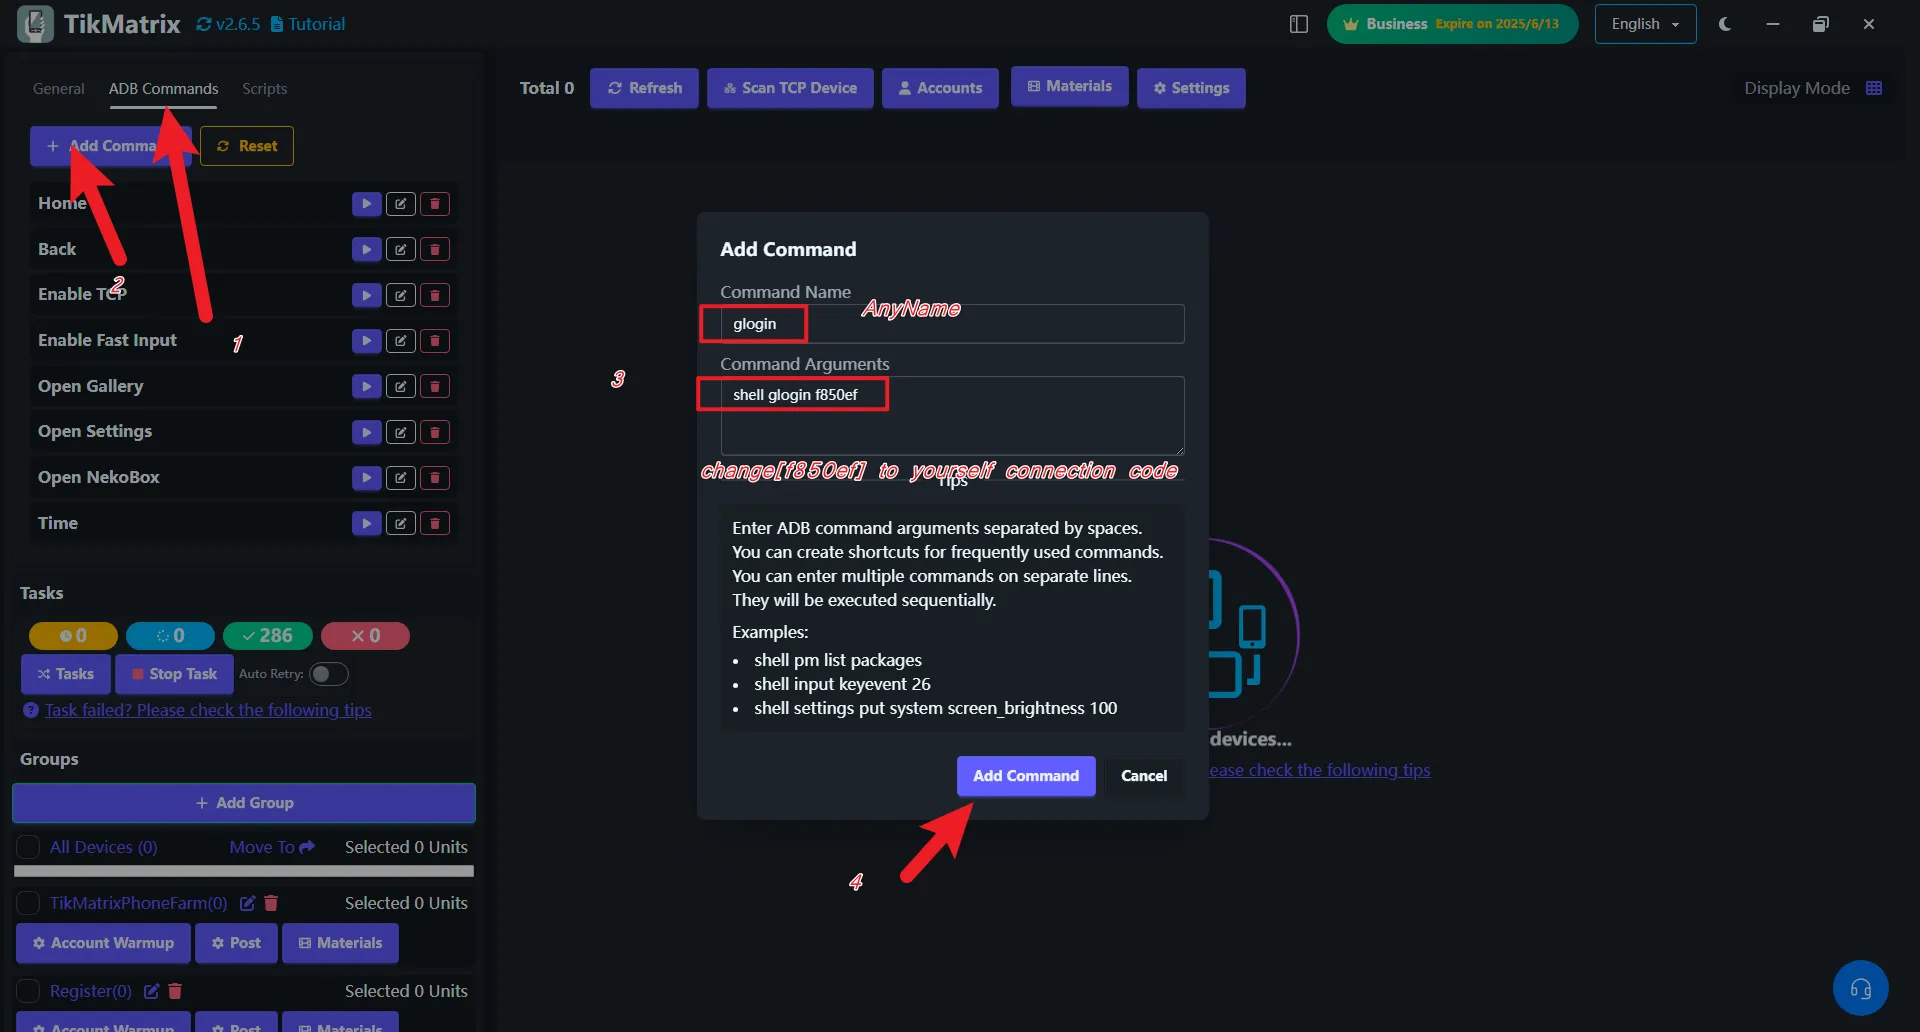 TikMatrix v2.6.5 Tutorial
Business Expire on 2025/6/13 English
General ADB Commands Scripts
Total 0 Refresh Scan TCP Device Accounts Materials Settings
Display Mode
Add Comma Reset
Home
Back
2
Enable TCP
Enable Fast Input
1
Open Gallery
Open Settings
Open NekoBox
Time
Tasks
0 0 286 0
Tasks Stop Task Auto Retry:
Task failed? Please check the following tips
Groups
Add Group
All Devices (0) Move To Selected 0 Units
TikMatrixPhoneFarm(0) Selected 0 Units
Account Warmup Post Materials
Register(0) Selected 0 Units
Account Warmup Post Materials
Add Command
Command Name
AnyName
glogin
Command Arguments
3
shell glogin f850ef
change[f850ef] to yourself connection code
Tips
Enter ADB command arguments separated by spaces.
You can create shortcuts for frequently used commands.
You can enter multiple commands on separate lines.
They will be executed sequentially.
Examples:
• shell pm list packages
• shell input keyevent 26
• shell settings put system screen_brightness 100
Add Command Cancel
4
devices...
ease check the following tips